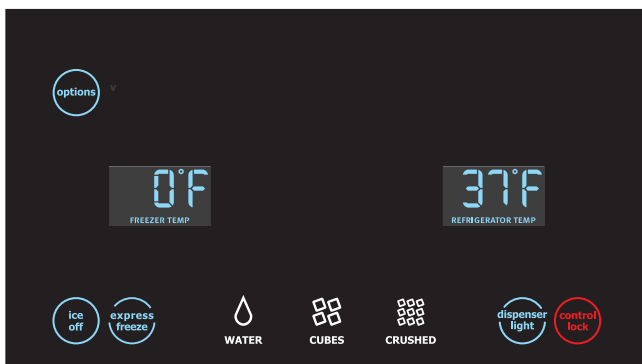 options
v
0°F
FREEZER TEMP
37°F
REFRIGERATOR TEMP
ice
off
express
freeze
WATER
CUBES
CRUSHED
dispenser
light
control
lock